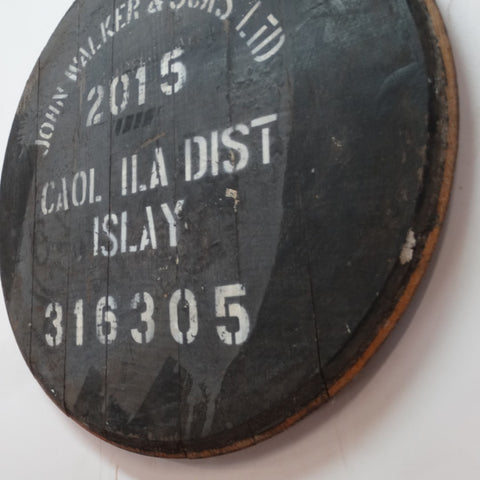 JOHN WALKER & SONS LTD
2015
CAOL ILA DIST
ISLAY
316305